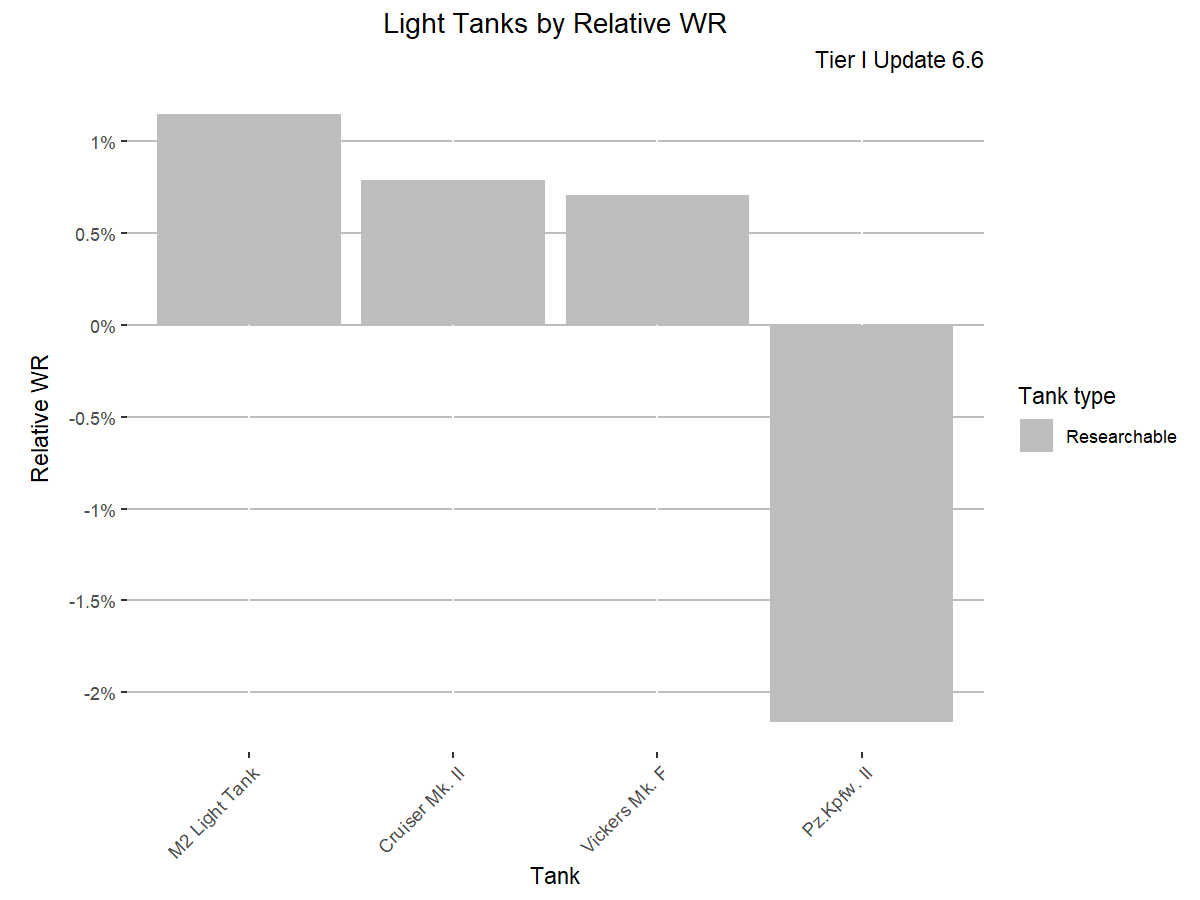 Light Tanks by Relative WR
Tier I Update 6.6
Relative WR
1%
0.5%
0%
-0.5%
-1%
-1.5%
-2%
M2 Light Tank
Cruiser Mk. II
Vickers Mk. F
Pz.Kpfw. II
Tank
Tank type
Researchable